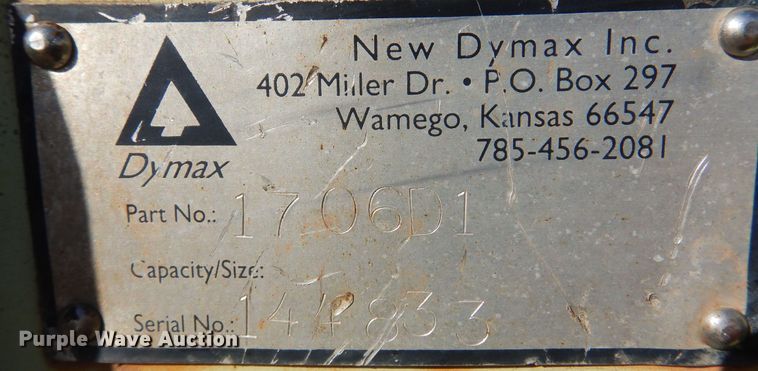 New Dymax Inc.
402 Miller Dr. • P.O. Box 297
Wamego, Kansas 66547
785-456-2081
Dymax
Part No.: 1706D1
Capacity/Size:
Serial No.: 144833
Purple Wave Auction